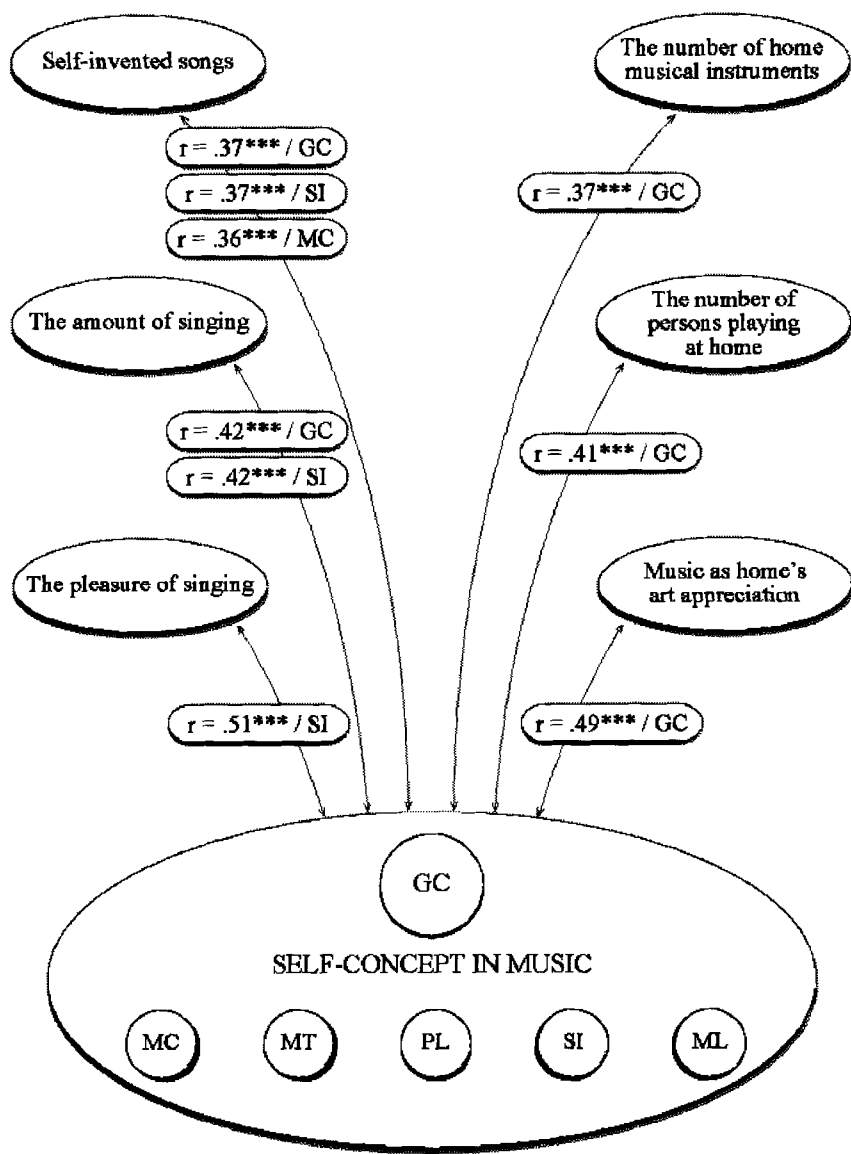 Self-invented songs
The number of home
musical instruments
r = .37*** / GC
r = .37*** / SI
r = .36*** / MC
r = .37*** / GC
The amount of singing
The number of
persons playing
at home
r = .42*** / GC
r = .42*** / SI
r = .41*** / GC
The pleasure of singing
Music as home's
art appreciation
r = .51*** / SI
r = .49*** / GC
GC
SELF-CONCEPT IN MUSIC
MC MT PL SI ML